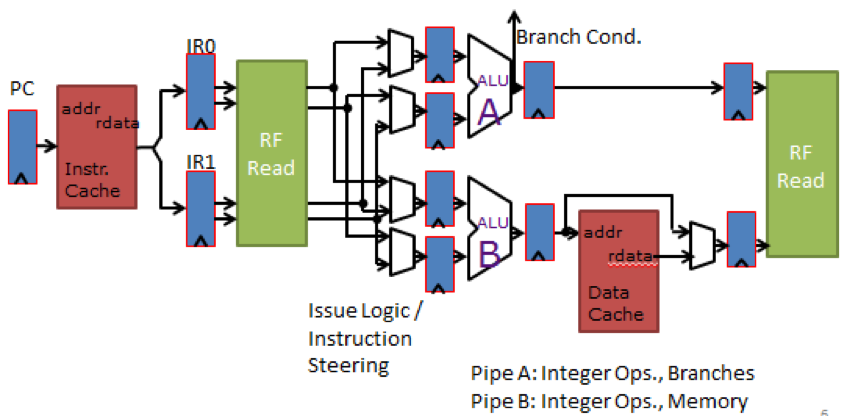 PC
addr
rdata
Instr.
Cache
IR0
IR1
RF
Read
Issue Logic /
Instruction
Steering
ALU
A
ALU
B
Branch Cond.
addr
rdata
Data
Cache
RF
Read
Pipe A: Integer Ops., Branches
Pipe B: Integer Ops., Memory